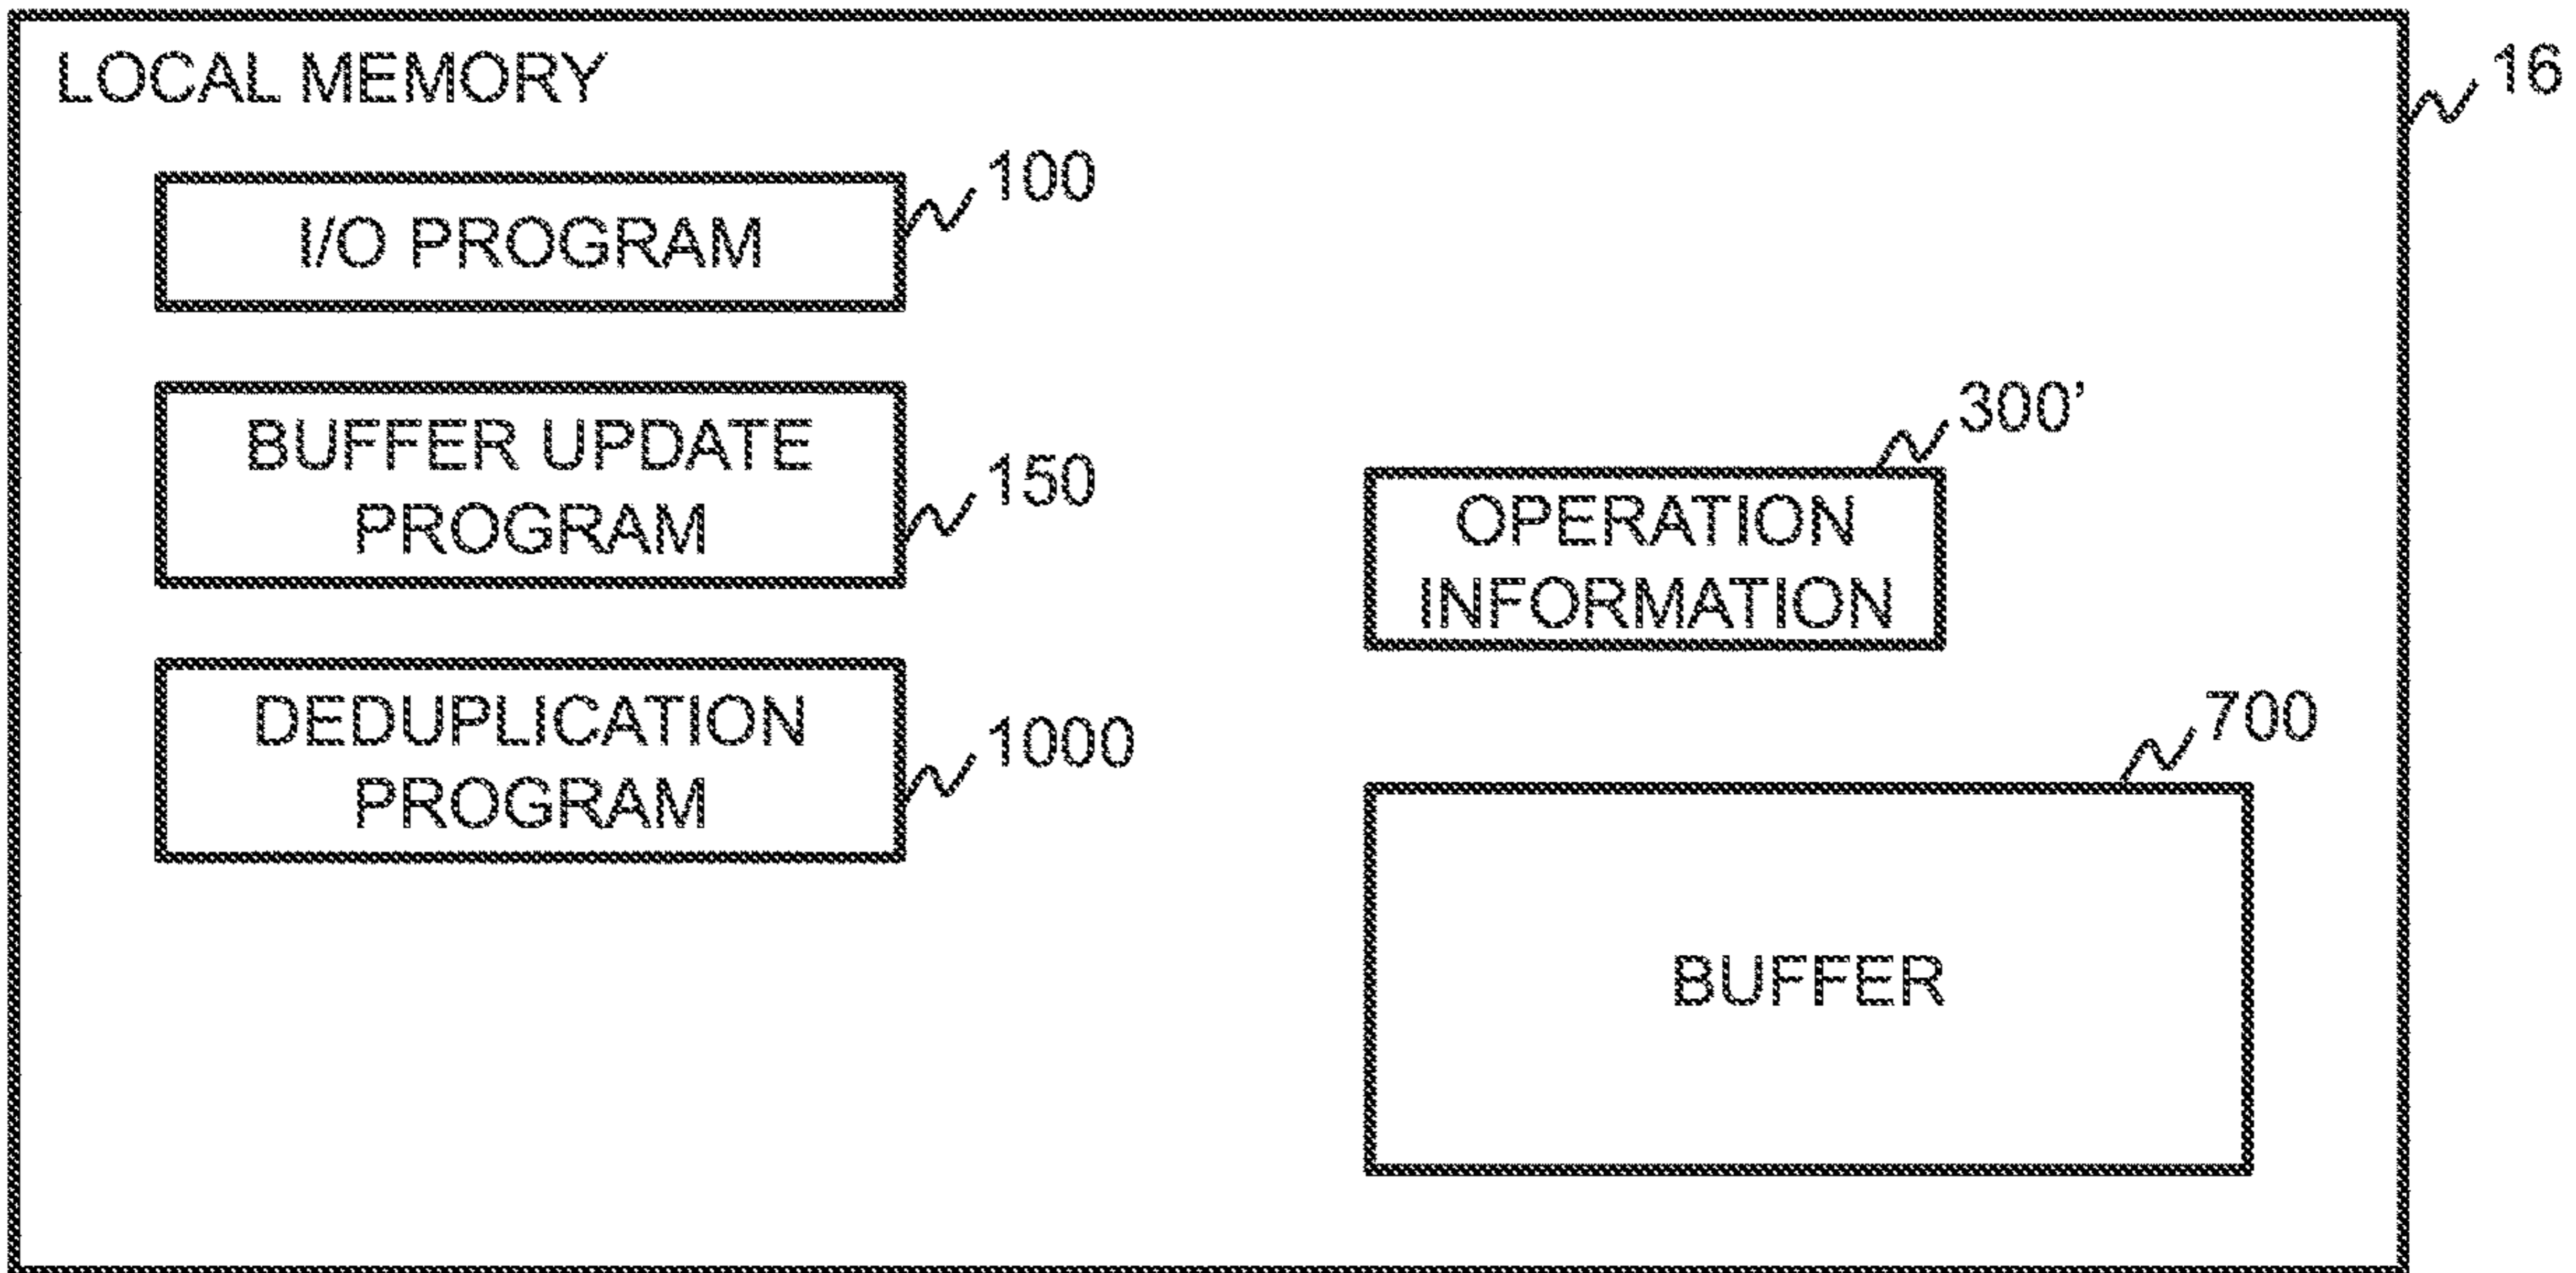 LOCAL MEMORY
16
I/O PROGRAM
100
BUFFER UPDATE
PROGRAM
150
DEDUPLICATION
PROGRAM
1000
OPERATION
INFORMATION
300’
BUFFER
700